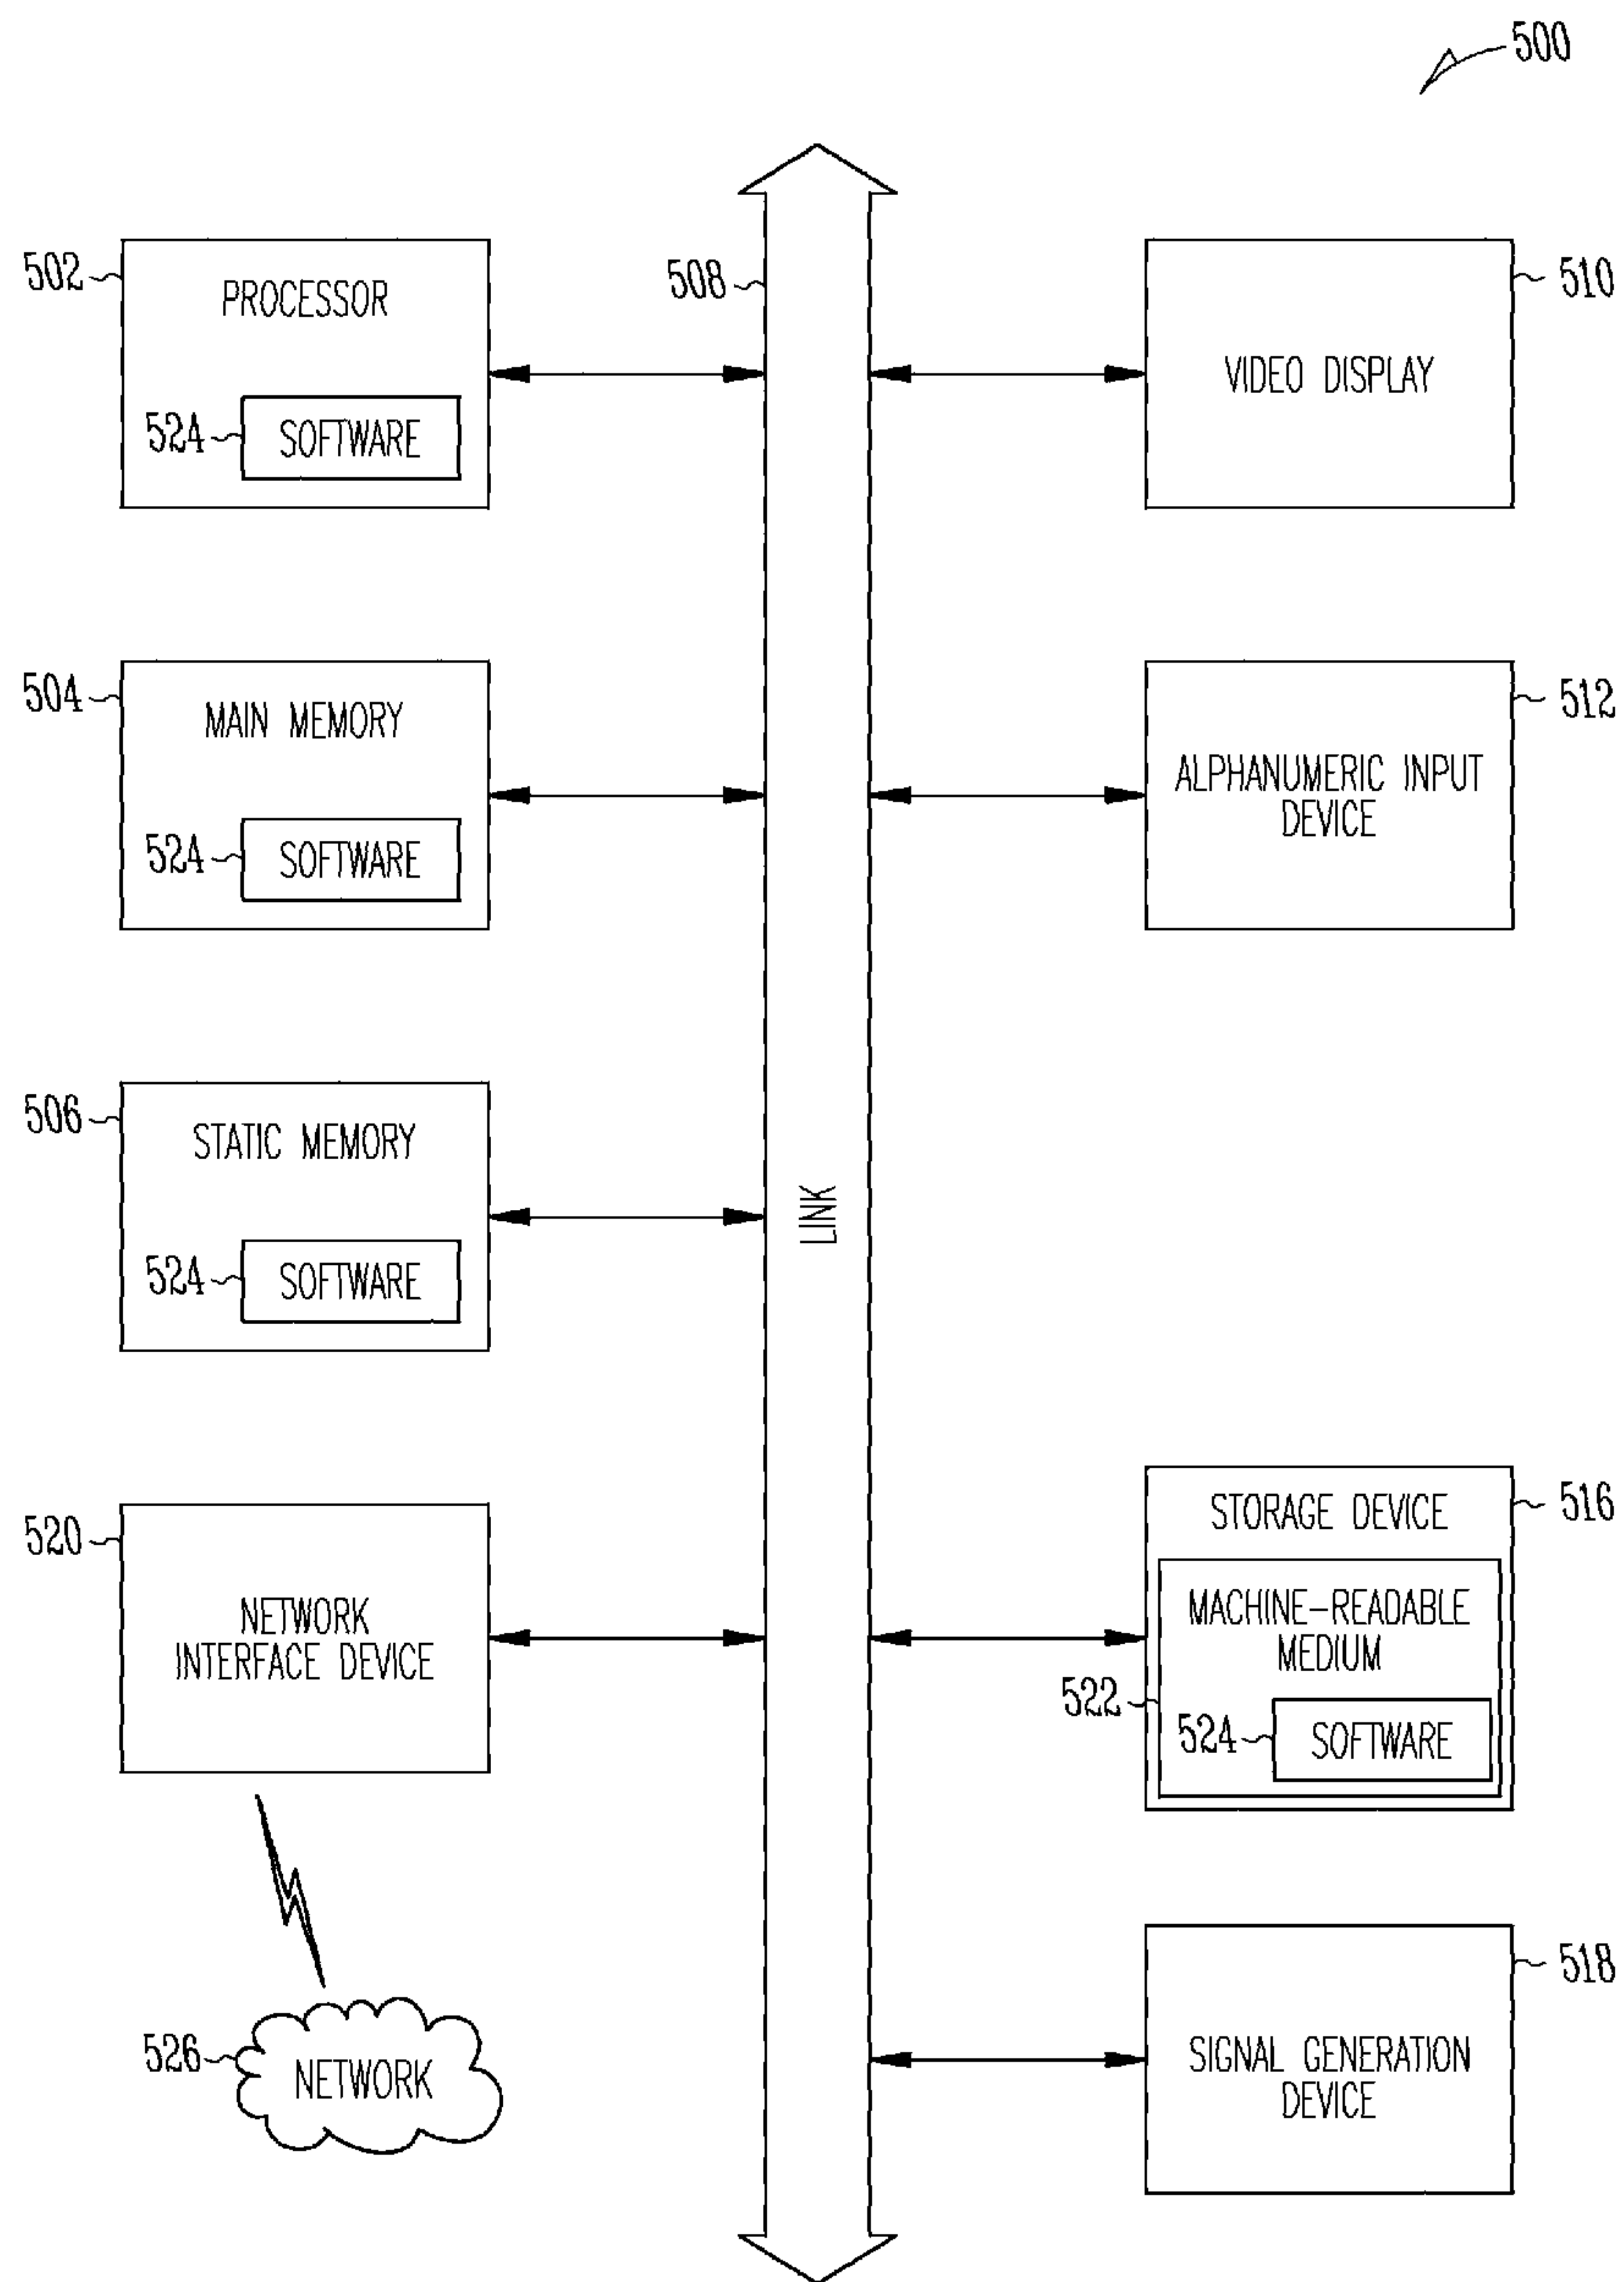 500
502
PROCESSOR
524
SOFTWARE
508
510
VIDEO DISPLAY
504
MAIN MEMORY
524
SOFTWARE
512
ALPHANUMERIC INPUT
DEVICE
506
STATIC MEMORY
524
SOFTWARE
LINK
520
NETWORK
INTERFACE DEVICE
516
STORAGE DEVICE
MACHINE-READABLE
MEDIUM
522
524
SOFTWARE
526
NETWORK
518
SIGNAL GENERATION
DEVICE